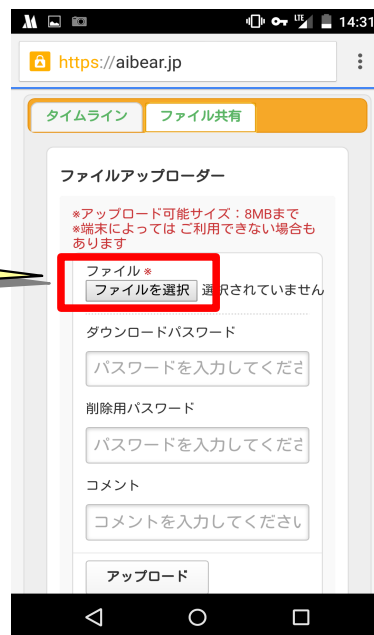 14:31
https://aibear.jp
タイムライン ファイル共有
ファイルアップローダー
※アップロード可能サイズ:8MBまで
※端末によっては ご利用できない場合も
あります
ファイル ※
ファイルを選択 選択されていません
ダウンロードパスワード
パスワードを入力してくださ
削除用パスワード
パスワードを入力してくださ
コメント
コメントを入力してください
アップロード